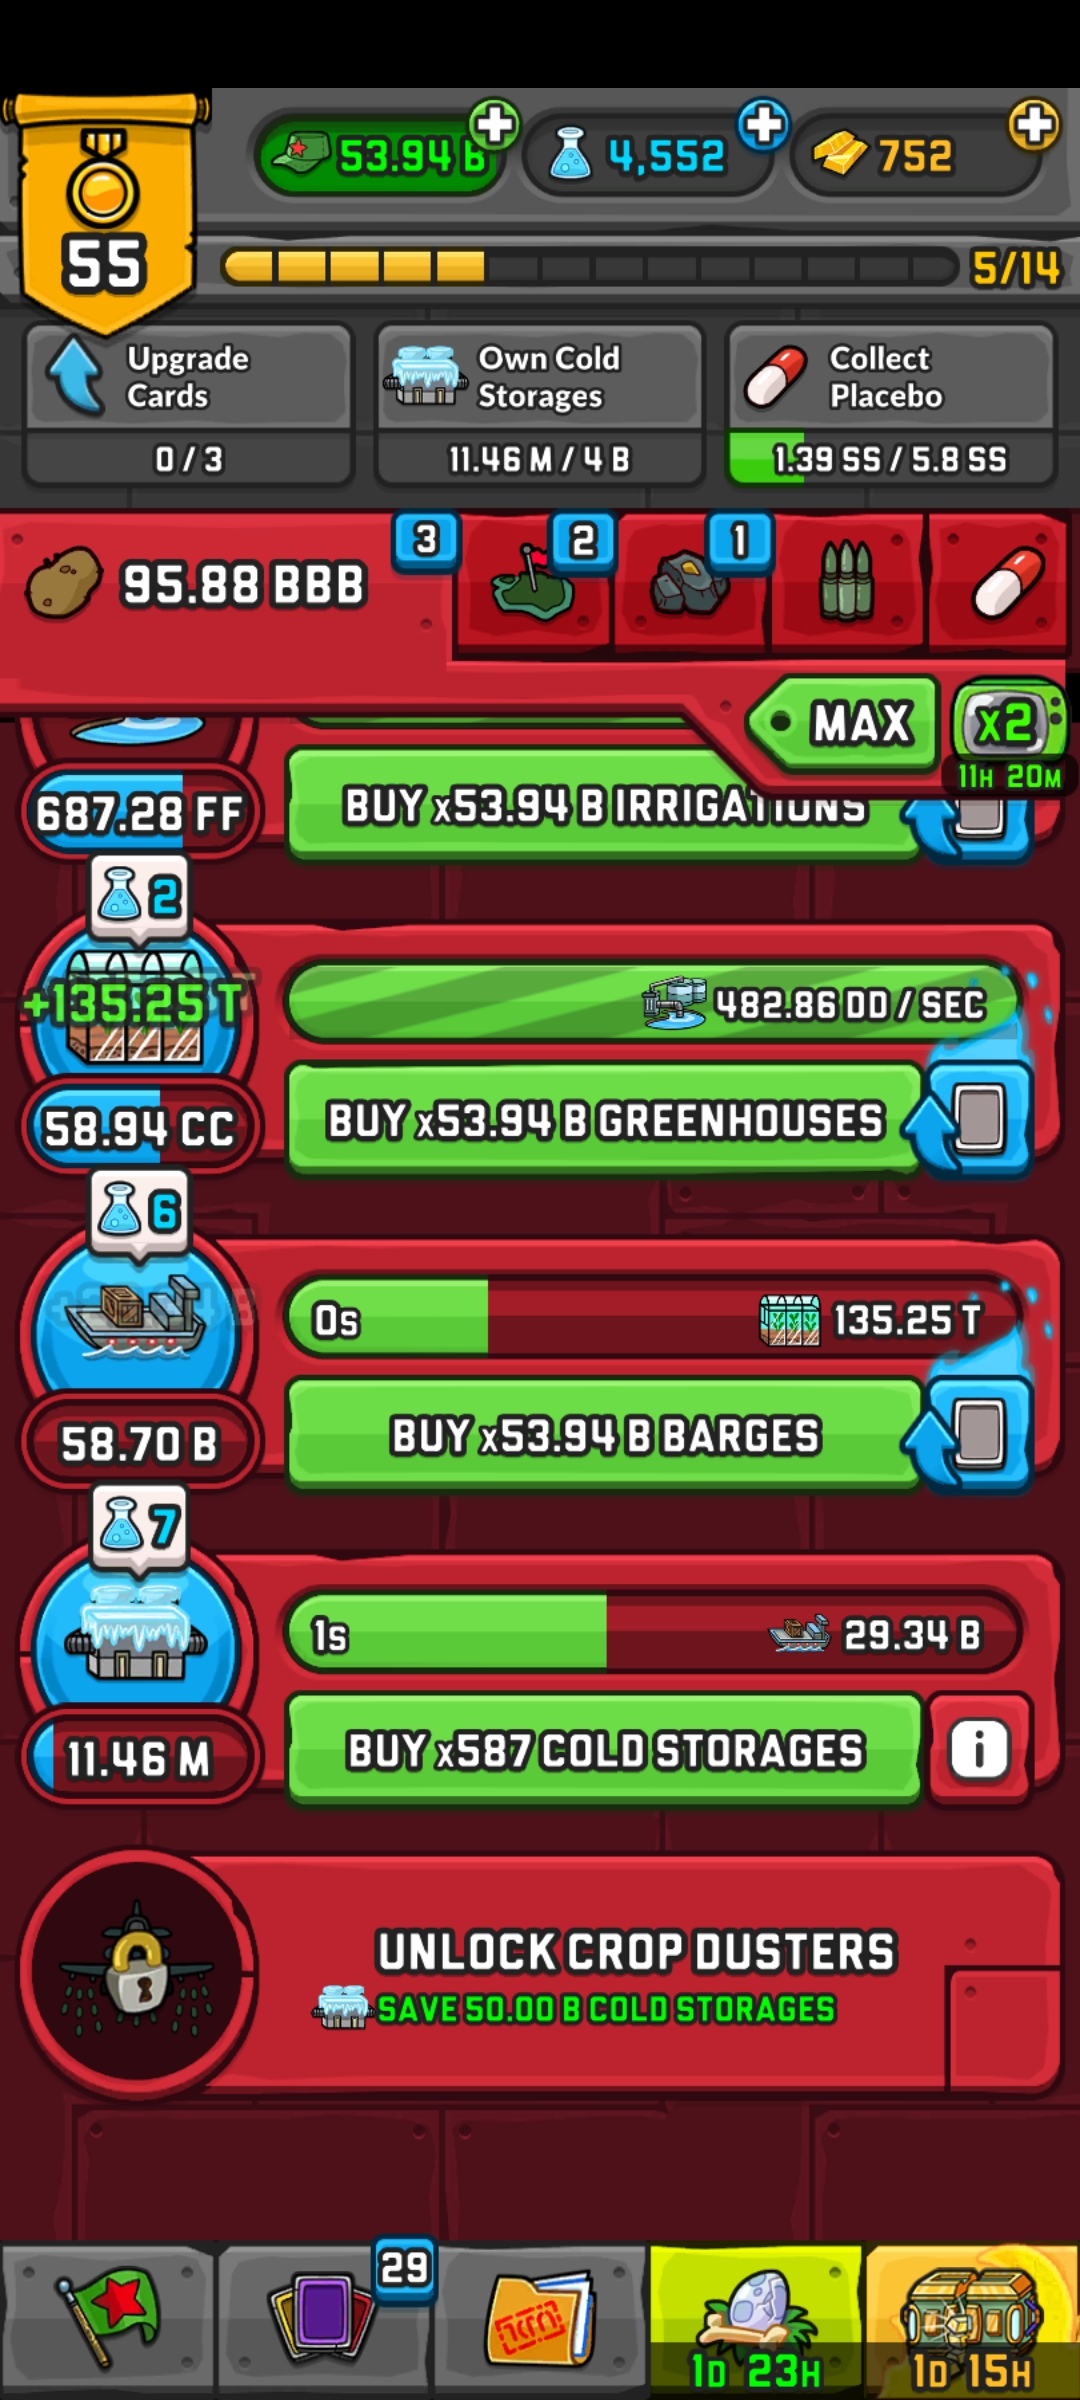 53.94 B
4,552
752
55
5/14
Upgrade
Cards
0 / 3
Own Cold
Storages
11.46 M / 4 B
Collect
Placebo
1.39 SS / 5.8 SS
95.88 BBB
3
2
1
MAX
x2
11H 20M
687.28 FF
BUY x53.94 B IRRIGATIONS
2
+135.25 T
482.86 DD / SEC
58.94 CC
BUY x53.94 B GREENHOUSES
6
0s
135.25 T
58.70 B
BUY x53.94 B BARGES
7
1s
29.34 B
11.46 M
BUY x587 COLD STORAGES
i
UNLOCK CROP DUSTERS
SAVE 50.00 B COLD STORAGES
29
1D 23H
1D 15H